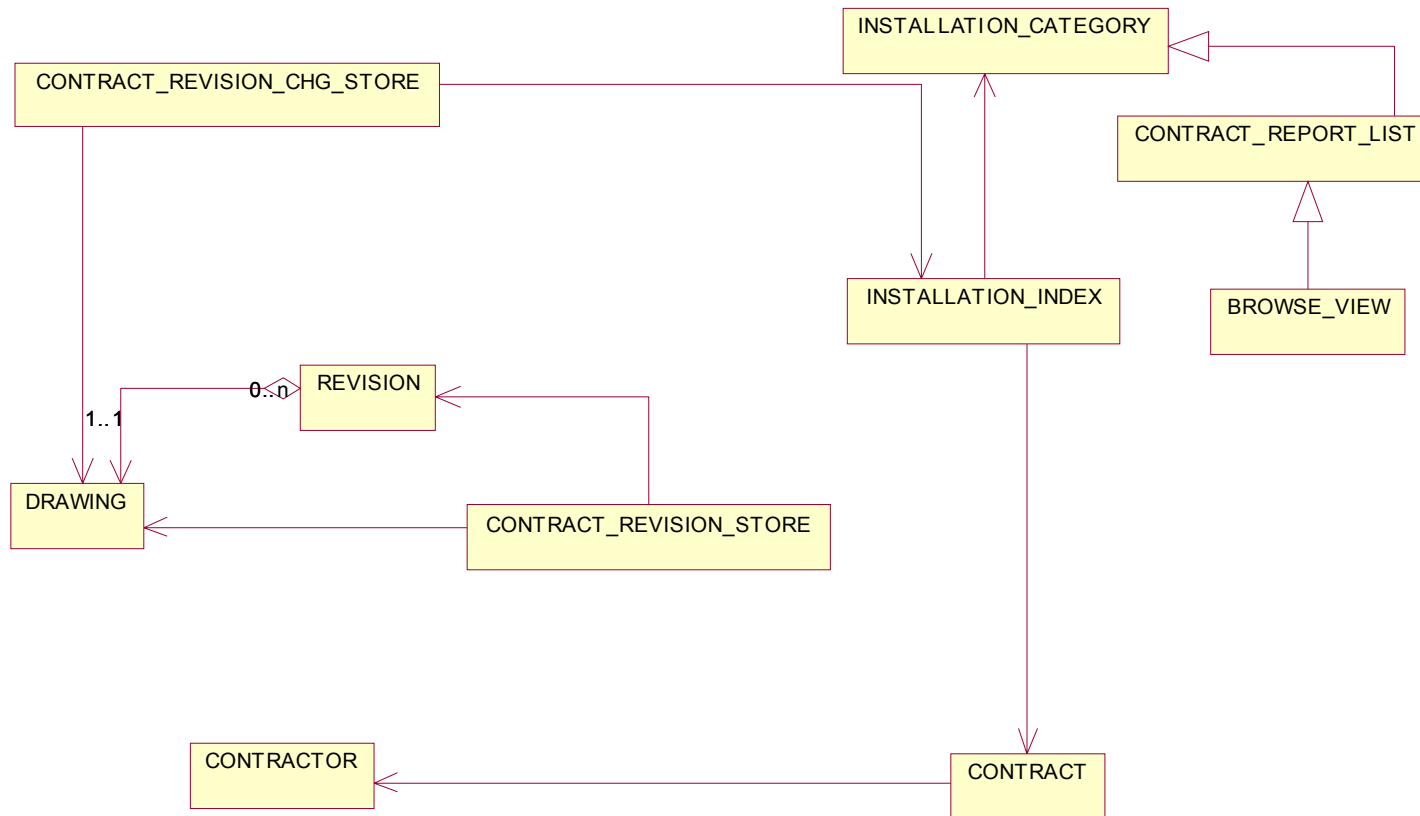 INSTALLATION_CATEGORY
CONTRACT_REVISION_CHG_STORE
CONTRACT_REPORT_LIST
INSTALLATION_INDEX
BROWSE_VIEW
REVISION
0..n
1..1
DRAWING
CONTRACT_REVISION_STORE
CONTRACTOR
CONTRACT